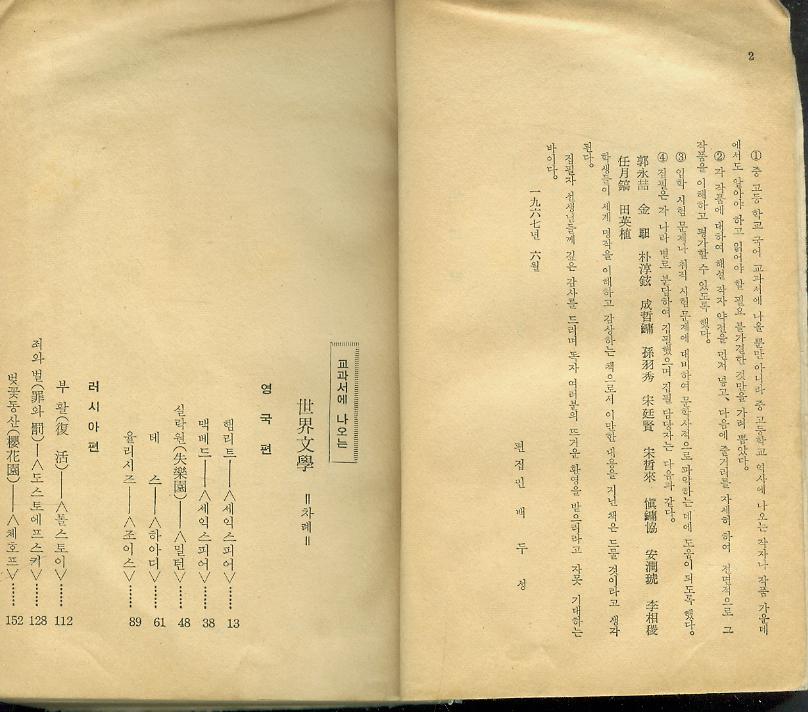 2
① 중 고등 학교 국어 교과서에 나올 뿐만 아니라 중 고등학교 역사에 나오는 작자나 작품 가운데
에서도 알아야 하고 읽어야 할 필요 불가결한 것만을 가려 뽑았다.
② 각 작품에 대하여 해설 작자 약전을 먼저 넣고, 다음에 줄거리를 자세히 하여 전면적으로 그
작품을 이해하고 평가할 수 있도록 했다.
③ 입학 시험 문제나 취직 시험 문제에 대비하여 문학사적으로 파악하는 데에 도움이 되도록 했다.
④ 집필은 각 나라 별로 분담하여 집필했으며 집필 담당자는 다음과 같다.
郭永喆 金 朴淳鉉 成哲鏞 孫羽秀 宋廷賢 宋哲來 愼鏞協 安潤琥 李相稷
任月鎬 田英植
학생들이 세계 명작을 이해하고 감상하는 책으로서 이만한 내용을 지닌 책은 드물 것이라고 생각
된다.
집필자 선생님들께 깊은 감사를 드리며 독자 여러분의 뜨거운 환영을 받으리라고 자못 기대하는
바이다.
一九六七년 六월
편집인 백두성
교과서에 나오는
世界文學 =차례=
영국편
햄리트——<세익스피어>……13
맥베드——<세익스피어>……38
실락원(失樂園)——<밀턴>……48
테스——<하아디>……61
율리시즈——<조이스>……89
러시아편
부활(復活)——<톨스토이>……112
죄와 벌(罪와 罰)——<도스토에프스키>……128
벚꽃동산(櫻花園)——<체호프>……152